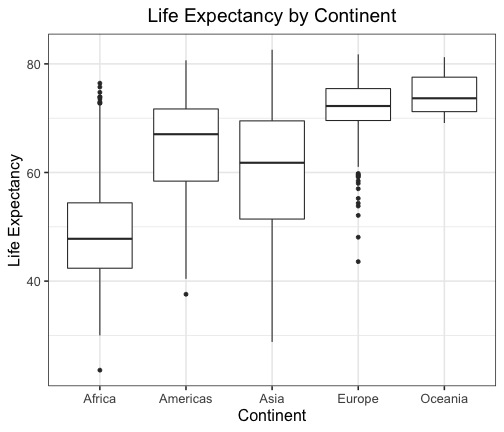 Life Expectancy by Continent
Life Expectancy
80
60
40
Africa Americas Asia Europe Oceania
Continent